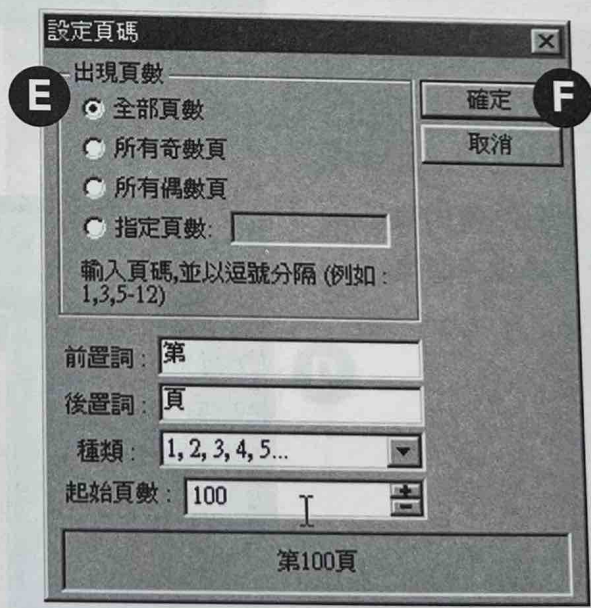 設定頁碼
出現頁數
E
全部頁數
所有奇數頁
所有偶數頁
指定頁數:
輸入頁碼,並以逗號分隔 (例如:
1,3,5-12)
確定
F
取消
前置詞: 第
後置詞: 頁
種類: 1, 2, 3, 4, 5...
起始頁數: 100
第100頁